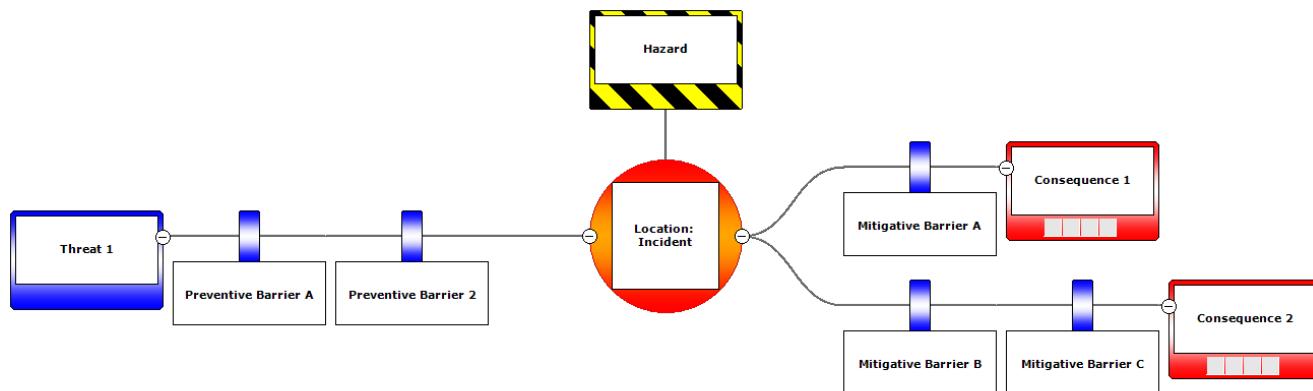 Hazard
Location:
Incident
Threat 1
Preventive Barrier A
Preventive Barrier 2
Mitigative Barrier A
Consequence 1
Mitigative Barrier B
Mitigative Barrier C
Consequence 2